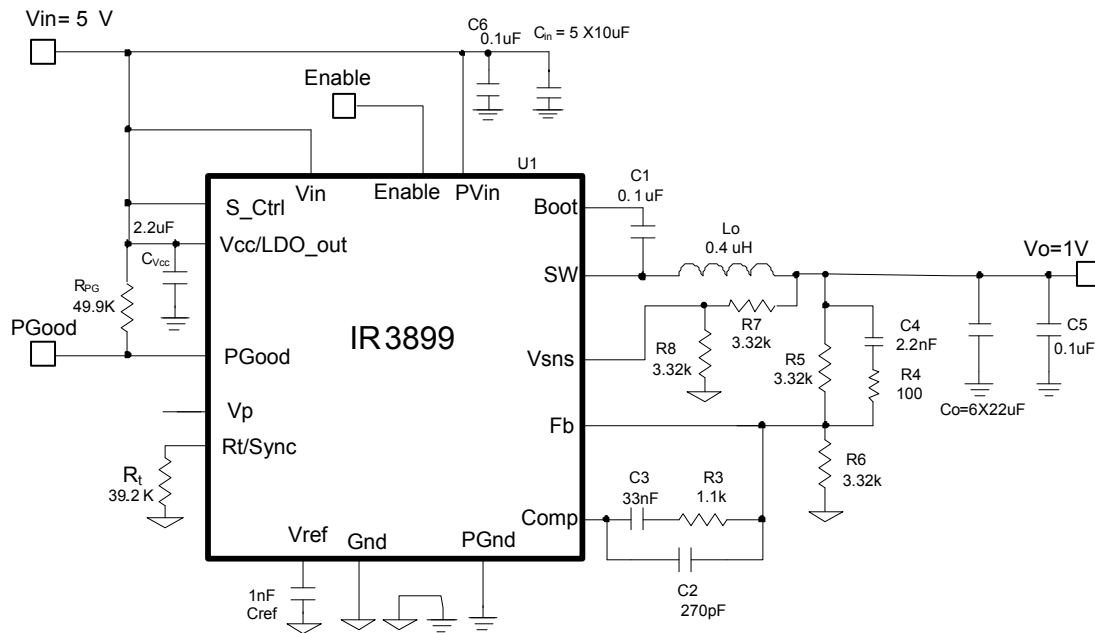 Vin= 5 V
C6
0.1uF
Cin = 5 X10uF
Enable
U1
Vin
Enable
PVin
S_Ctrl
Boot
C1
0.1uF
2.2uF
Vcc/LDO_out
CVcc
Lo
0.4 uH
SW
Vo=1V
RPG
49.9K
PGood
PGood
IR3899
R7
3.32k
R8
3.32k
Vsns
R5
3.32k
C4
2.2nF
R4
100
C5
0.1uF
Co=6X22uF
Vp
Fb
Rt/Sync
Rt
39.2 K
R6
3.32k
C3
33nF
R3
1.1k
Comp
Vref
Gnd
PGnd
C2
270pF
1nF
Cref